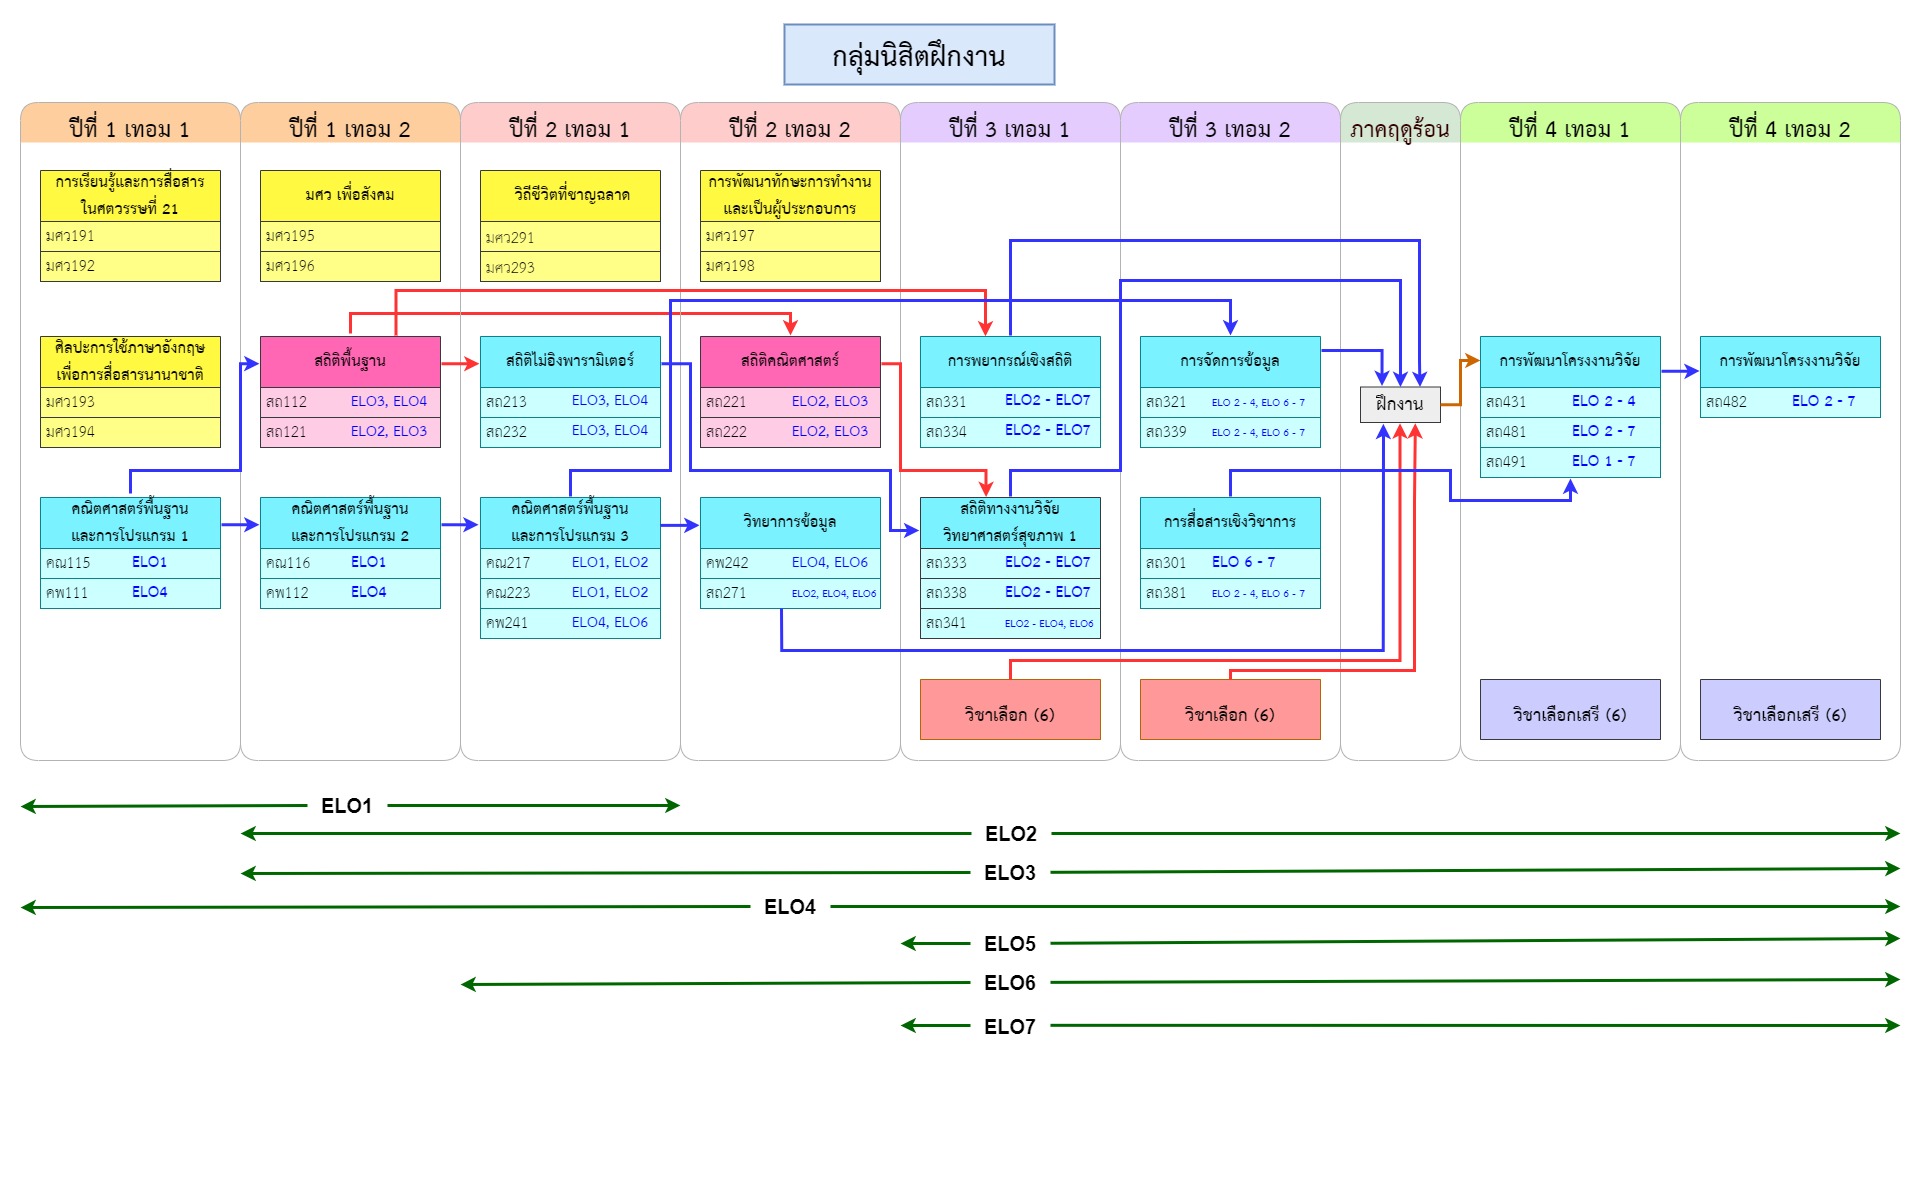 กลุ่มนิสิตฝึกงาน
ปีที่ 1 เทอม 1
ปีที่ 1 เทอม 2
ปีที่ 2 เทอม 1
ปีที่ 2 เทอม 2
ปีที่ 3 เทอม 1
ปีที่ 3 เทอม 2
ภาคฤดูร้อน
ปีที่ 4 เทอม 1
ปีที่ 4 เทอม 2
การเรียนรู้และการสื่อสาร
ในศตวรรษที่ 21
มศว191
มศว192
มศว เพื่อสังคม
มศว195
มศว196
วิถีชีวิตที่ชาญฉลาด
มศว291
มศว293
การพัฒนาทักษะการทำงาน
และเป็นผู้ประกอบการ
มศว197
มศว198
ศิลปะการใช้ภาษาอังกฤษ
เพื่อการสื่อสารนานาชาติ
มศว193
มศว194
สถิติพื้นฐาน
สถ112 ELO3, ELO4
สถ121 ELO2, ELO3
สถิติไม่อิงพารามิเตอร์
สถ213 ELO3, ELO4
สถ232 ELO3, ELO4
สถิติคณิตศาสตร์
สถ221 ELO2, ELO3
สถ222 ELO2, ELO3
การพยากรณ์เชิงสถิติ
สถ331 ELO2 - ELO7
สถ334 ELO2 - ELO7
การจัดการข้อมูล
สถ321 ELO 2 - 4, ELO 6 - 7
สถ339 ELO 2 - 4, ELO 6 - 7
ฝึกงาน
การพัฒนาโครงงานวิจัย
สถ431 ELO 2 - 4
สถ481 ELO 2 - 7
สถ491 ELO 1 - 7
การพัฒนาโครงงานวิจัย
สถ482 ELO 2 - 7
คณิตศาสตร์พื้นฐาน
และการโปรแกรม 1
คณ115 ELO1
คพ111 ELO4
คณิตศาสตร์พื้นฐาน
และการโปรแกรม 2
คณ116 ELO1
คพ112 ELO4
คณิตศาสตร์พื้นฐาน
และการโปรแกรม 3
คณ217 ELO1, ELO2
คณ223 ELO1, ELO2
คพ241 ELO4, ELO6
วิทยาการข้อมูล
คพ242 ELO4, ELO6
สถ271 ELO2, ELO4, ELO6
สถิติทางงานวิจัย
วิทยาศาสตร์สุขภาพ 1
สถ333 ELO2 - ELO7
สถ338 ELO2 - ELO7
สถ341 ELO2 - ELO4, ELO6
การสื่อสารเชิงวิชาการ
สถ301 ELO 6 - 7
สถ381 ELO 2 - 4, ELO 6 - 7
วิชาเลือก (6)
วิชาเลือก (6)
วิชาเลือกเสรี (6)
วิชาเลือกเสรี (6)
ELO1
ELO2
ELO3
ELO4
ELO5
ELO6
ELO7